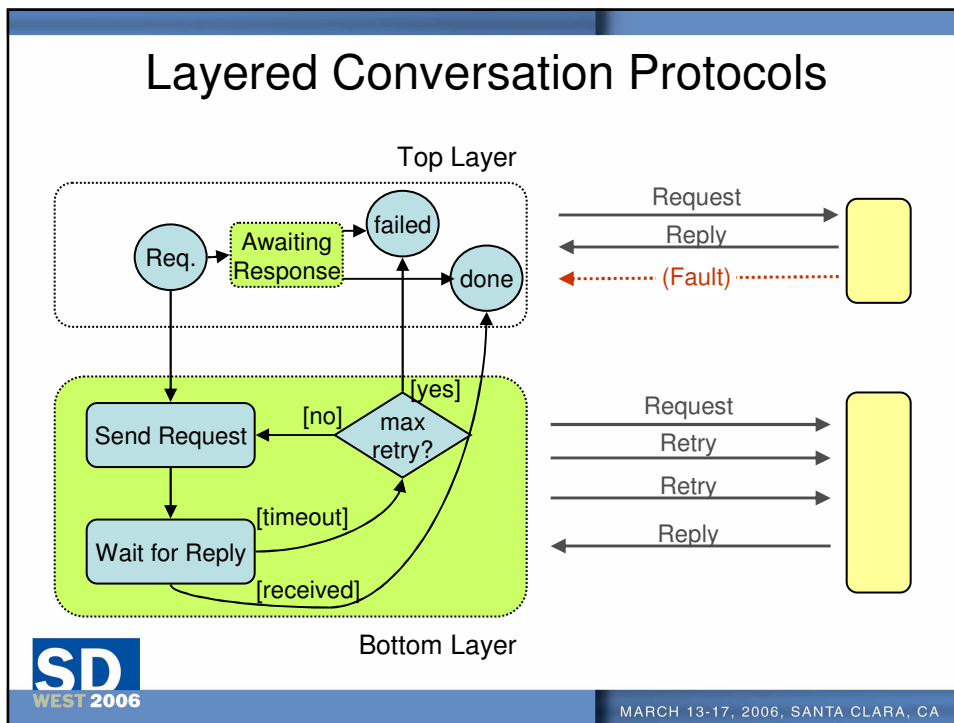 Layered Conversation Protocols
Top Layer
Req.
Awaiting
Response
failed
done
Request
Reply
(Fault)
Send Request
[no]
[yes]
max
retry?
Wait for Reply
[timeout]
[received]
Request
Retry
Retry
Reply
Bottom Layer
SD
WEST 2006
MARCH 13-17, 2006, SANTA CLARA, CA